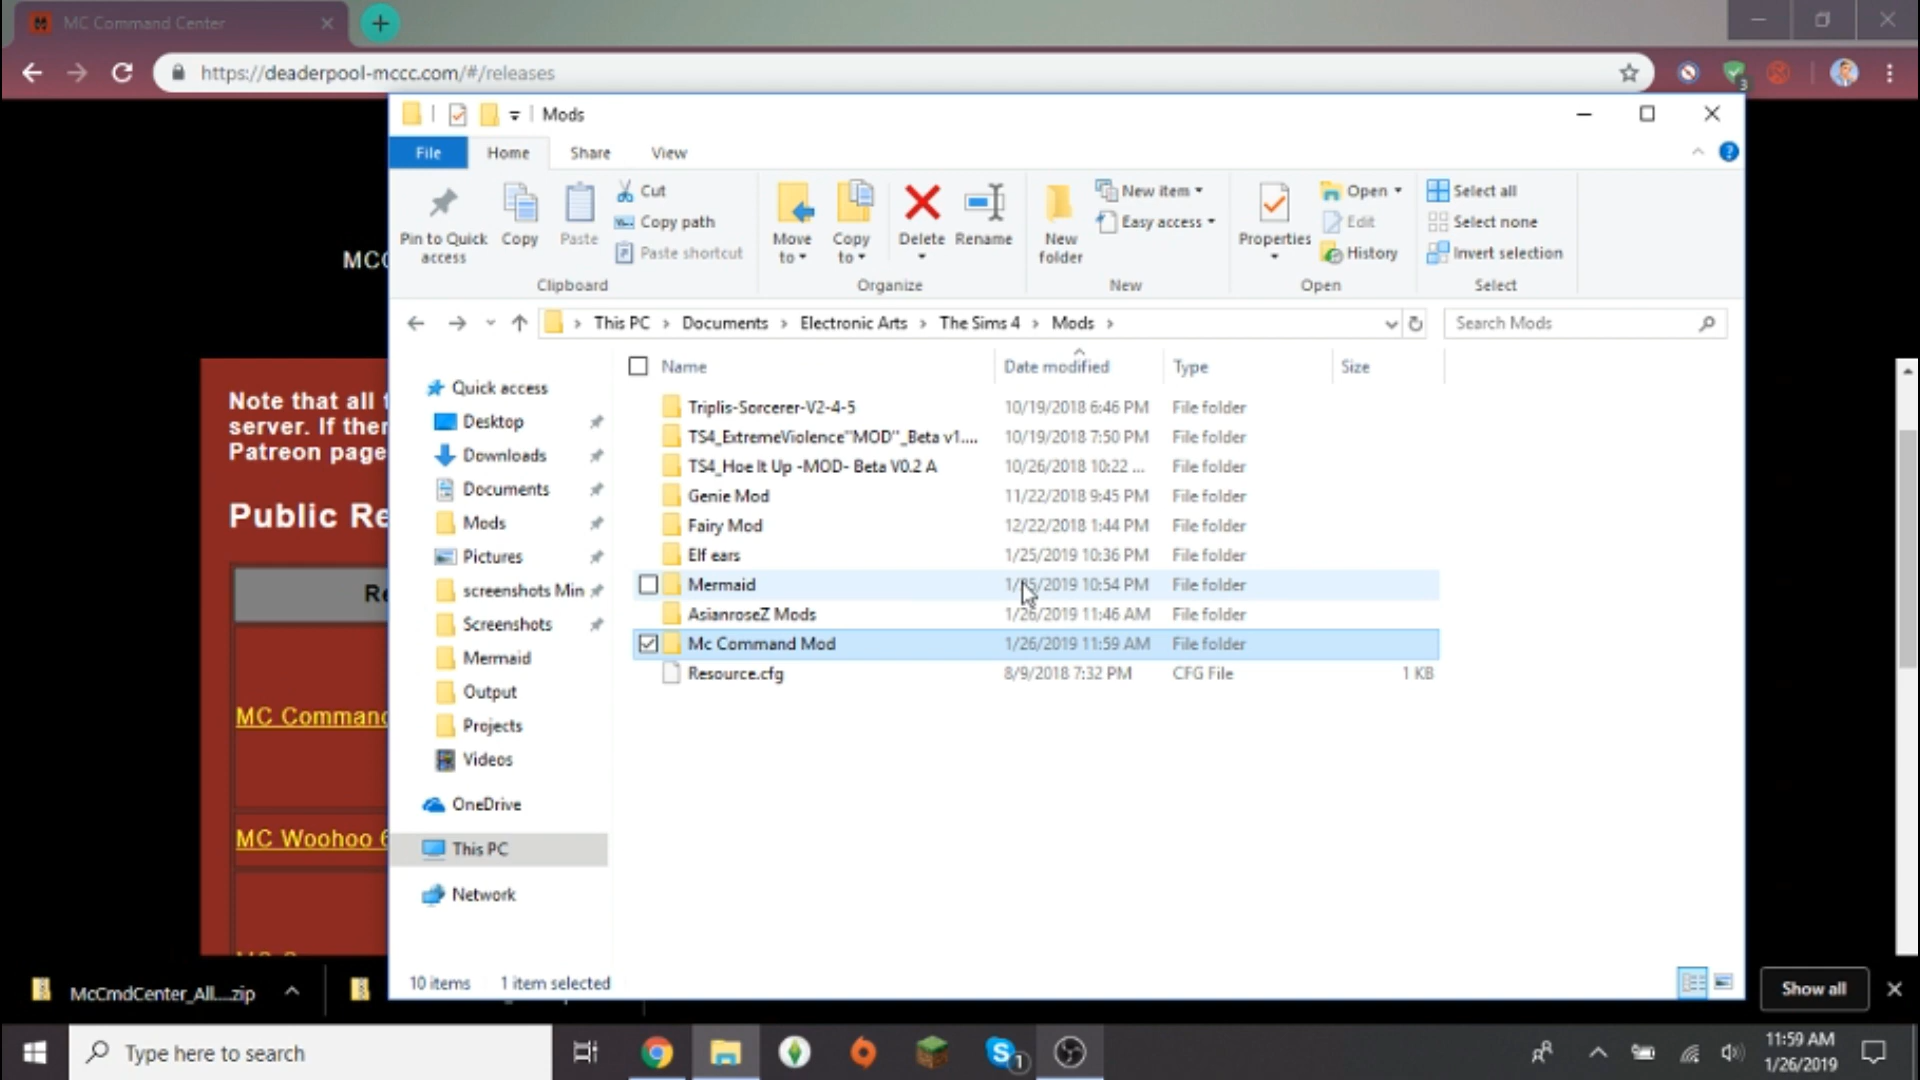 MC Command Center
https://deaderpool-mccc.com/#/releases
3
Mods
File Home Share View
Pin to Quick access
Copy
Paste
Cut
Copy path
Paste shortcut
Move to
Copy to
Delete
Rename
New folder
New item
Easy access
Properties
Open
Edit
History
Select all
Select none
Invert selection
Clipboard Organize New Open Select
This PC Documents Electronic Arts The Sims 4 Mods
Search Mods
Name Date modified Type Size
Triplis-Sorcerer-V2-4-5 10/19/2018 6:46 PM File folder
TS4_ExtremeViolence"MOD"_Beta v1.... 10/19/2018 7:50 PM File folder
TS4_Hoe It Up -MOD- Beta V0.2 A 10/26/2018 10:22 ... File folder
Genie Mod 11/22/2018 9:45 PM File folder
Fairy Mod 12/22/2018 1:44 PM File folder
Elf ears 1/25/2019 10:36 PM File folder
Mermaid 1/25/2019 10:54 PM File folder
AsianroseZ Mods 1/26/2019 11:46 AM File folder
Mc Command Mod 1/26/2019 11:59 AM File folder
Resource.cfg 8/9/2018 7:32 PM CFG File 1 KB
Quick access
Desktop
Downloads
Documents
Mods
Pictures
screenshots Min
Screenshots
Mermaid
Output
Projects
Videos
OneDrive
This PC
Network
10 items 1 item selected
MCC
Note that all
server. If ther
Patreon page
Public Re
Re
MC Command
MC Woohoo
McCmdCenter_All....zip
Show all
Type here to search
1
11:59 AM
1/26/2019